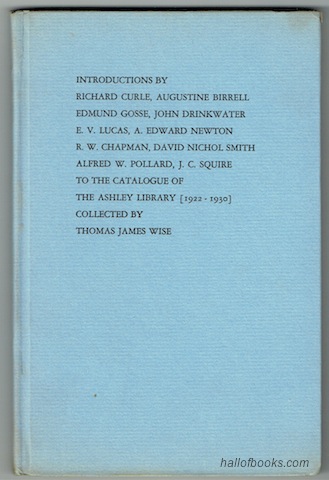 INTRODUCTIONS BY
RICHARD CURLE, AUGUSTINE BIRRELL
EDMUND GOSSE, JOHN DRINKWATER
E. V. LUCAS, A. EDWARD NEWTON
R. W. CHAPMAN, DAVID NICHOL SMITH
ALFRED W. POLLARD, J. C. SQUIRE
TO THE CATALOGUE OF
THE ASHLEY LIBRARY [1922-1930]
COLLECTED BY
THOMAS JAMES WISE
hallofbooks.com